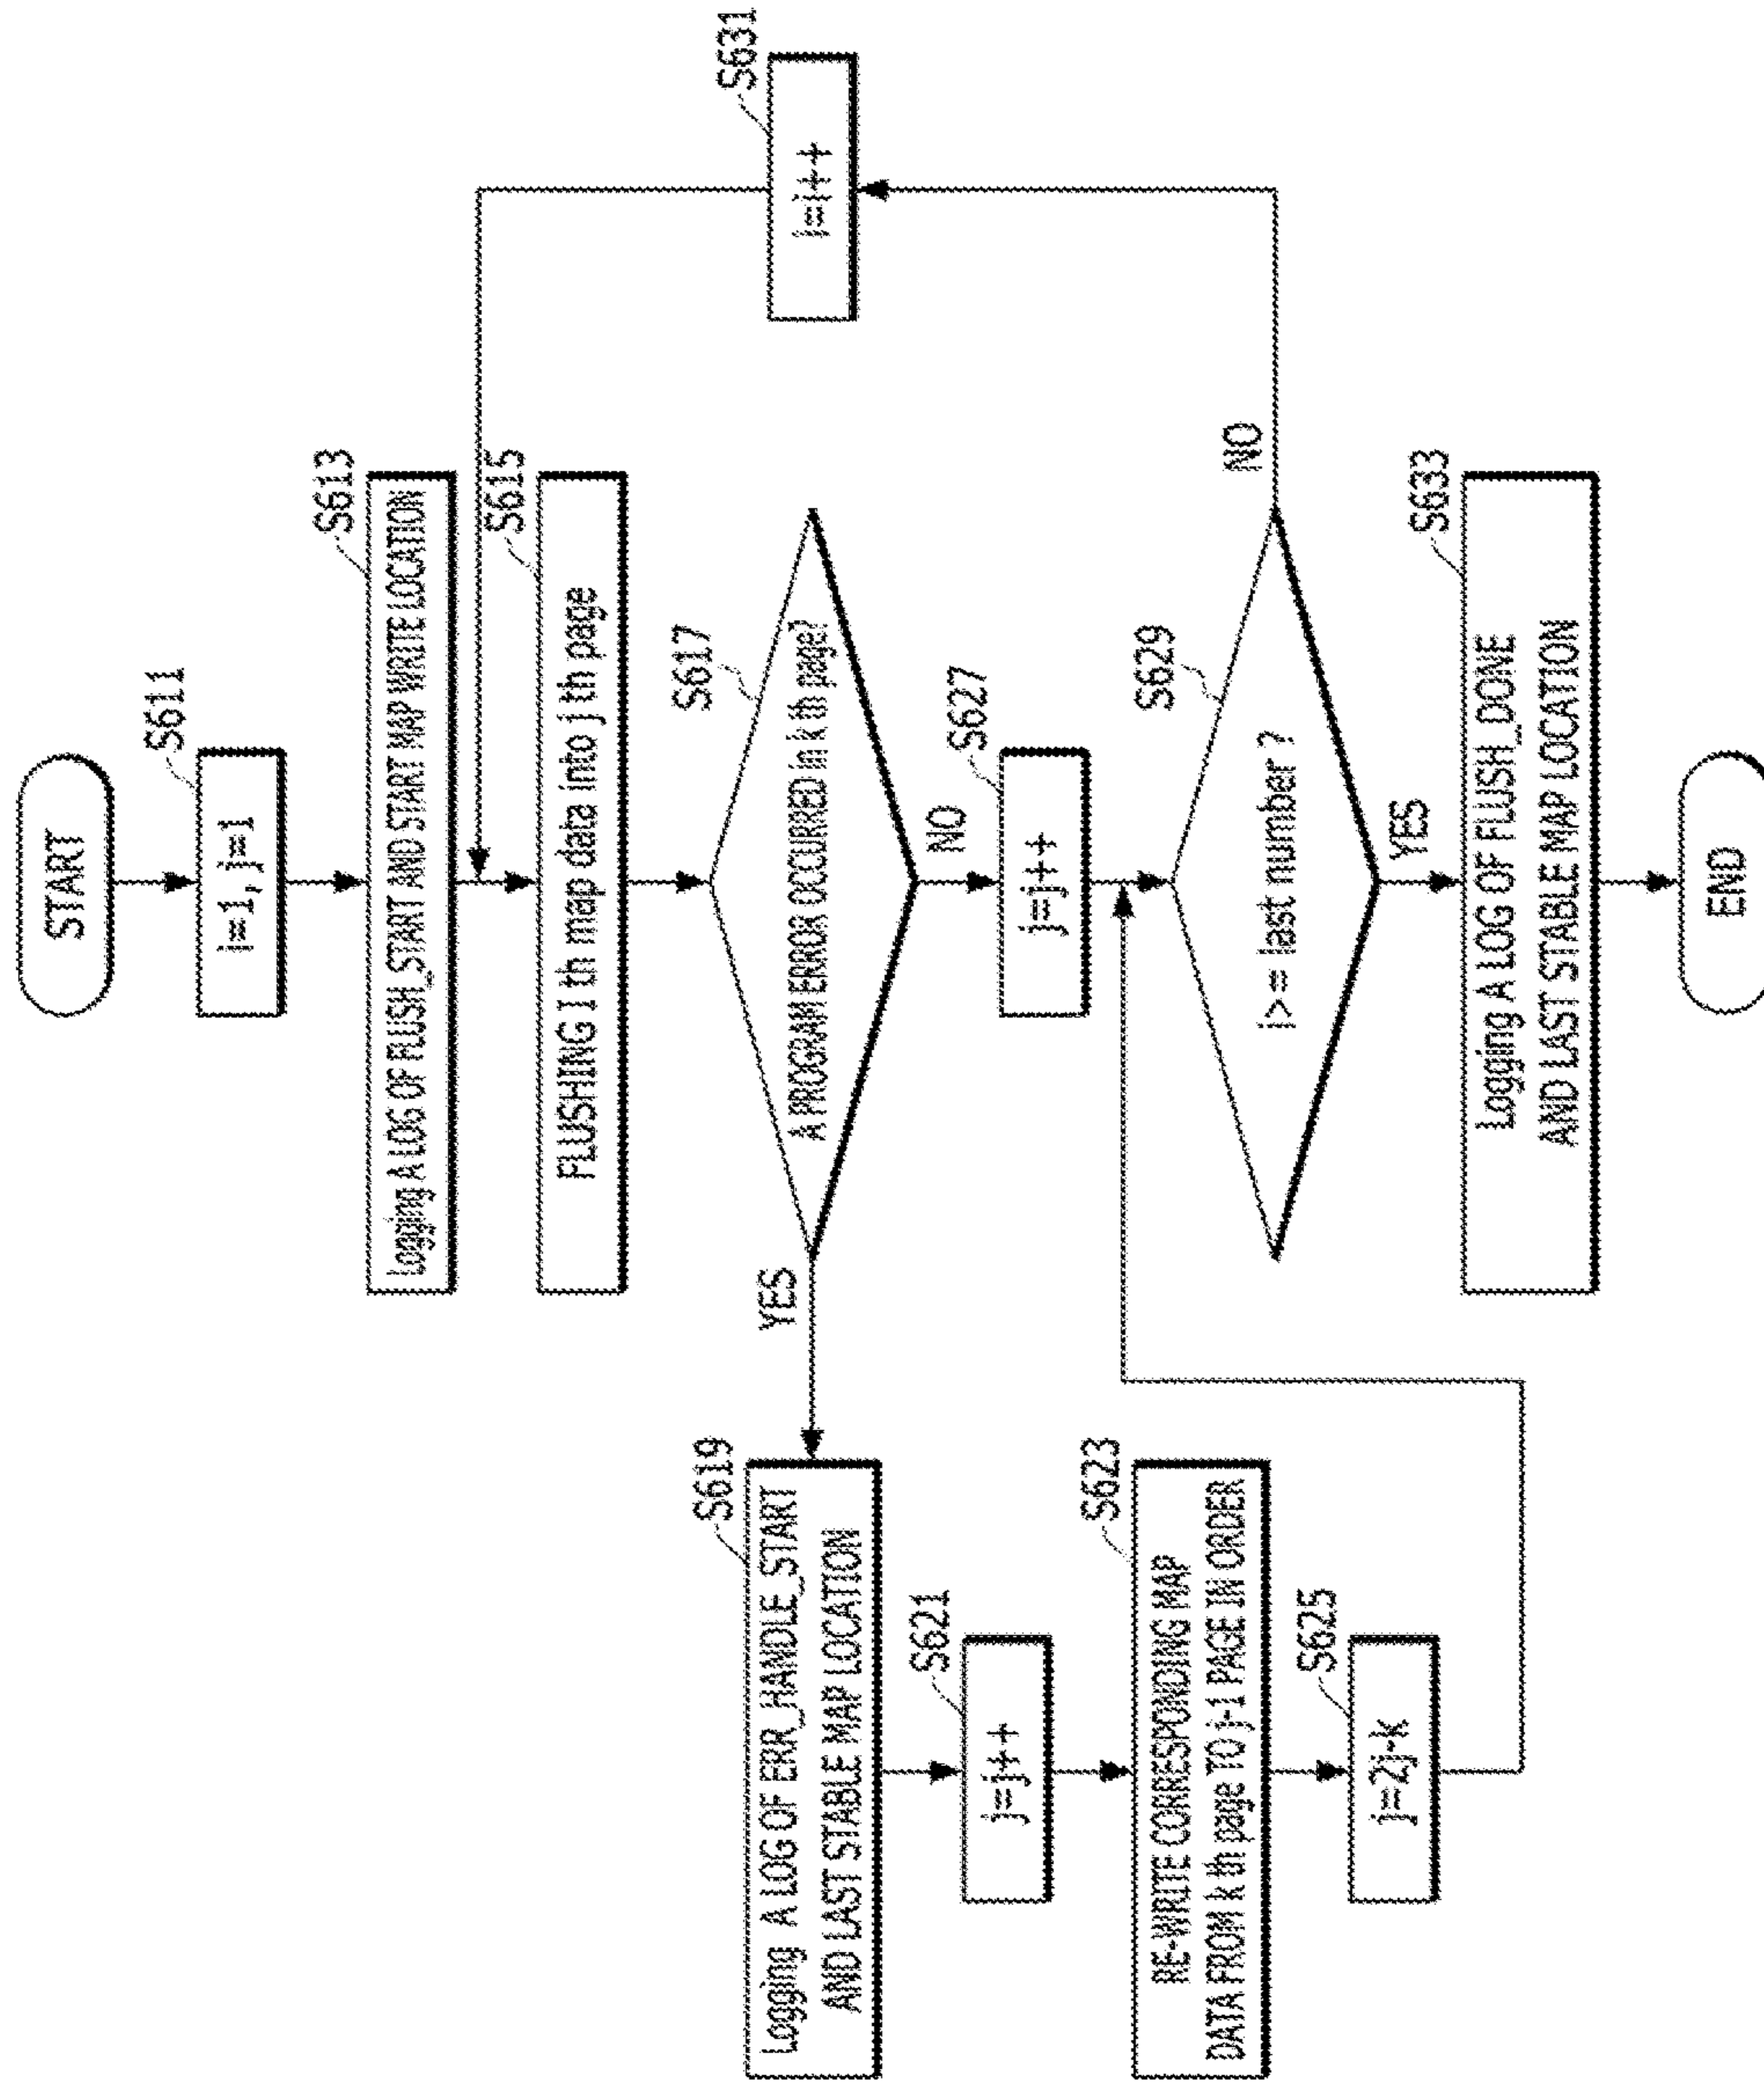 START
S611
i=1, j=1
S613
Logging A LOG OF FLUSH_START AND START MAP WRITE LOCATION
S615
FLUSHING I th map data into j th page
S617
A PROGRAM ERROR OCCURRED in k th page?
YES
NO
S619
Logging A LOG OF ERR_HANDLE_START
AND LAST STABLE MAP LOCATION
S621
j=j++
S623
RE-WRITE CORRESPONDING MAP
DATA FROM k th page TO j-1 PAGE IN ORDER
S625
j=2j-k
S627
j=j++
S629
i>= last number ?
NO
YES
S631
i=i++
S633
Logging A LOG OF FLUSH_DONE
AND LAST STABLE MAP LOCATION
END